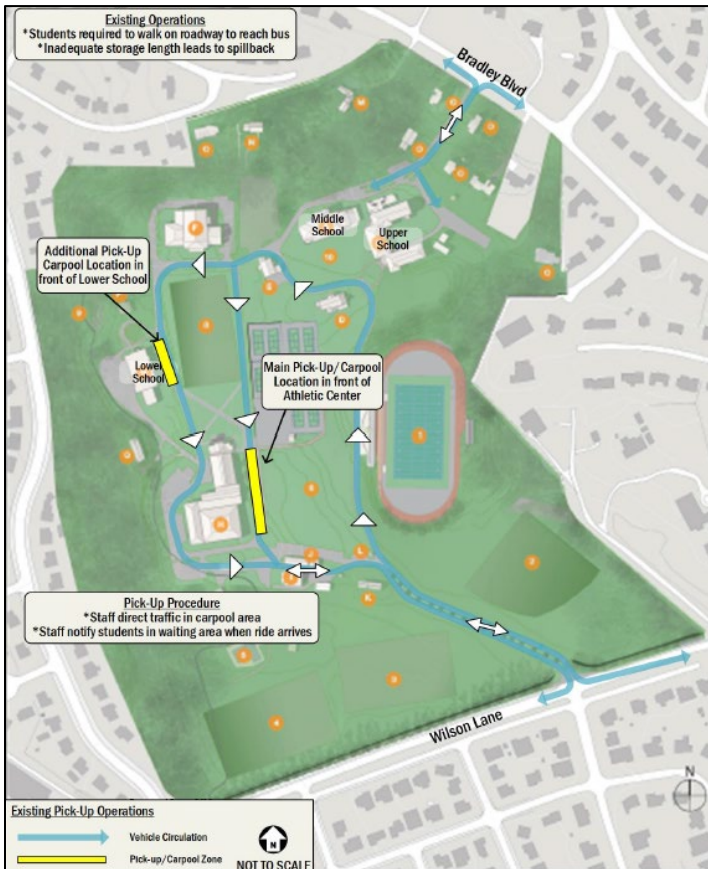 Existing Operations
*Students required to walk on roadway to reach bus
*Inadequate storage length leads to spillback
Bradley Blvd
Middle
School
Upper
School
Additional Pick-Up
Carpool Location in
front of Lower School
Lower
School
Main Pick-Up/Carpool
Location in front of
Athletic Center
Pick-Up Procedure
*Staff direct traffic in carpool area
*Staff notify students in waiting area when ride arrives
Wilson Lane
N
Existing Pick-Up Operations
Vehicle Circulation
Pick-up/Carpool Zone
N
NOT TO SCALE